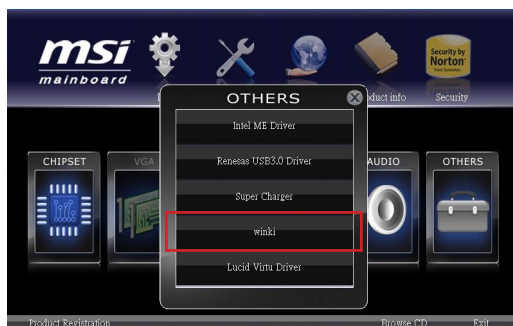 msi
mainboard
Security by
Norton
from Symantec
OTHERS
duct info
Security
Intel ME Driver
CHIPSET
VGA
Renesas USB3.0 Driver
AUDIO
OTHERS
Super Charger
winki
Lucid Virtu Driver
Product Registration
Browse CD
Exit